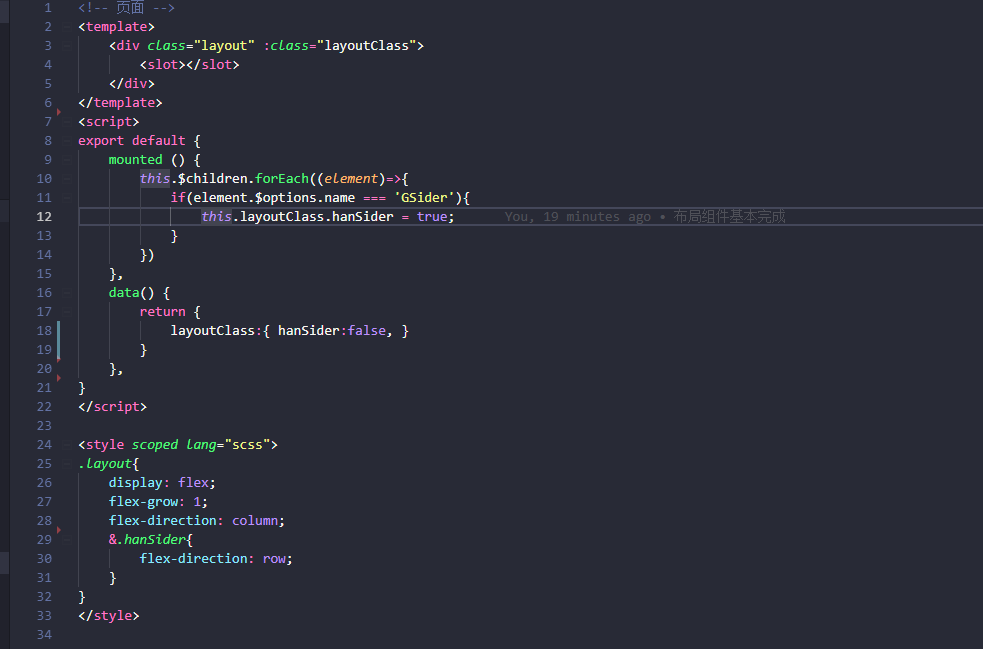 1 <!-- 页面 -->
2 <template>
3     <div class="layout" :class="layoutClass">
4         <slot></slot>
5     </div>
6 </template>
7 <script>
8 export default {
9     mounted () {
10         this.$children.forEach((element)=>{
11             if(element.$options.name === 'GSider'){
12                 this.layoutClass.hanSider = true;    You, 19 minutes ago • 布局组件基本完成
13             }
14         })
15     },
16     data() {
17         return {
18             layoutClass:{ hanSider:false, }
19         }
20     },
21 }
22 </script>
23
24 <style scoped lang="scss">
25 .layout{
26     display: flex;
27     flex-grow: 1;
28     flex-direction: column;
29     &.hanSider{
30         flex-direction: row;
31     }
32 }
33 </style>
34